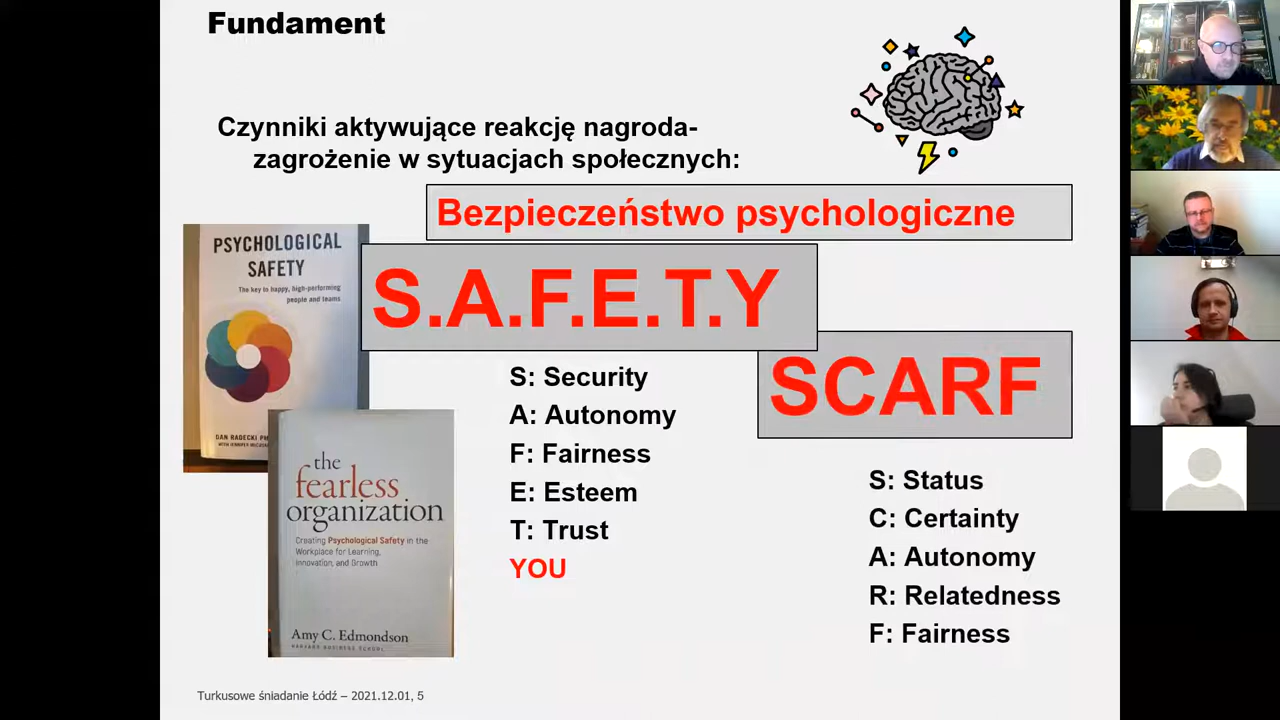 Fundament
Czynniki aktywujące reakcję nagroda-
zagrożenie w sytuacjach społecznych:
Bezpieczeństwo psychologiczne
S.A.F.E.T.Y
SCARF
PSYCHOLOGICAL
SAFETY
The key to happy, high-performing
people and teams
DAN RADECKI PH
the
fearless
organization
Creating Psychological Safety in the
Workplace for Learning,
Innovation, and Growth
Amy C. Edmondson
HARVARD BUSINESS SCHOOL
S: Security
A: Autonomy
F: Fairness
E: Esteem
T: Trust
YOU
S: Status
C: Certainty
A: Autonomy
R: Relatedness
F: Fairness
Turkusowe śniadanie Łódź – 2021.12.01, 5